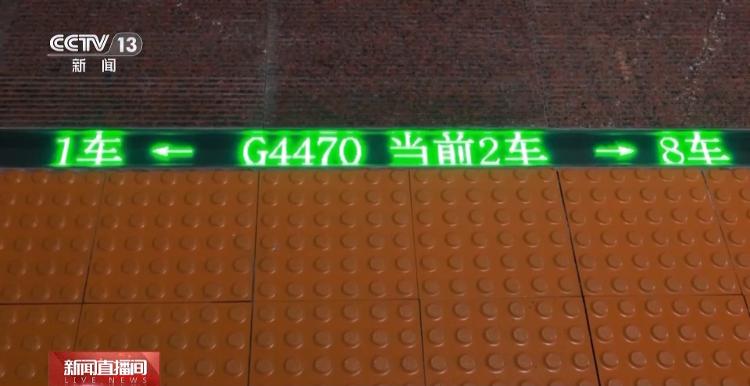 CCTV 13
新闻
1车 ← G4470 当前2车 → 8车
新闻直播间
LIVE NEWS